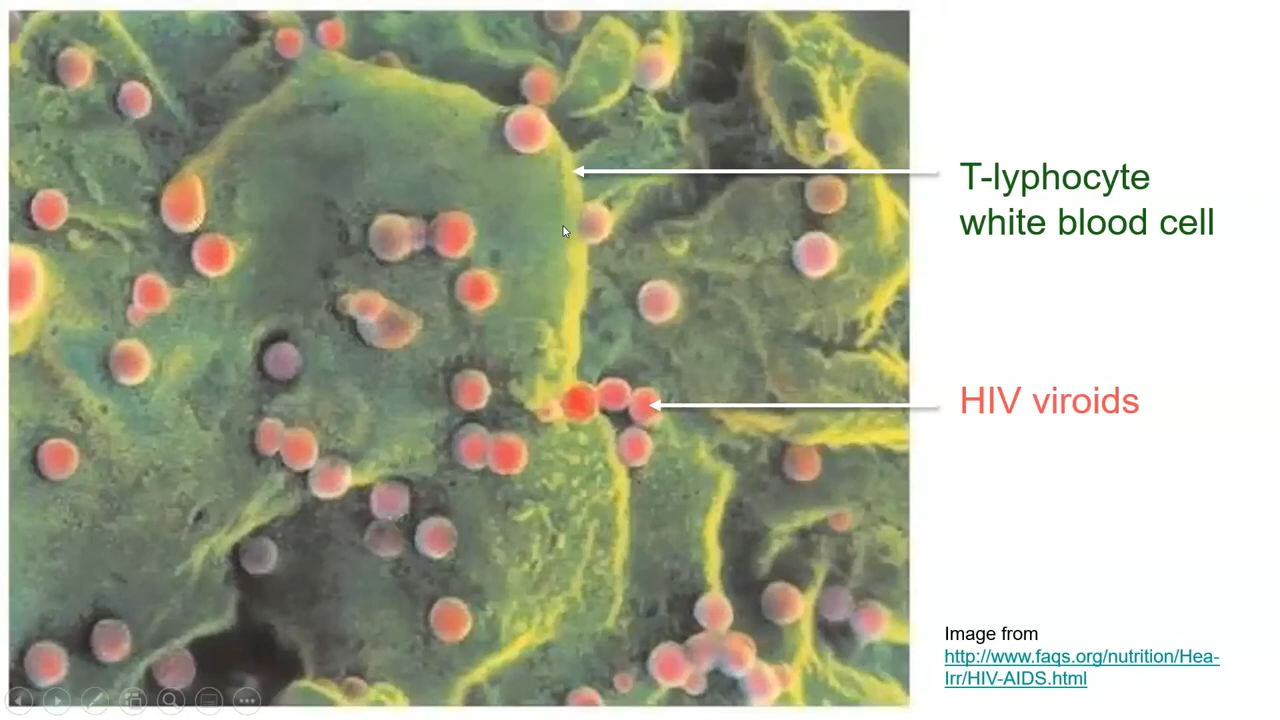 T-lyphocyte
white blood cell
HIV viroids
Image from
http://www.faqs.org/nutrition/Hea-
Irr/HIV-AIDS.html